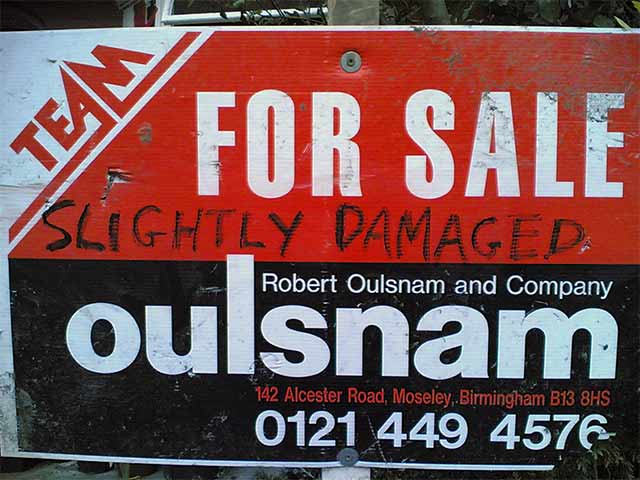 TEAM
FOR SALE
SLIGHTLY DAMAGED
Robert Oulsnam and Company
oulsnam
142 Alcester Road, Moseley, Birmingham B13 8HS
0121 449 4576